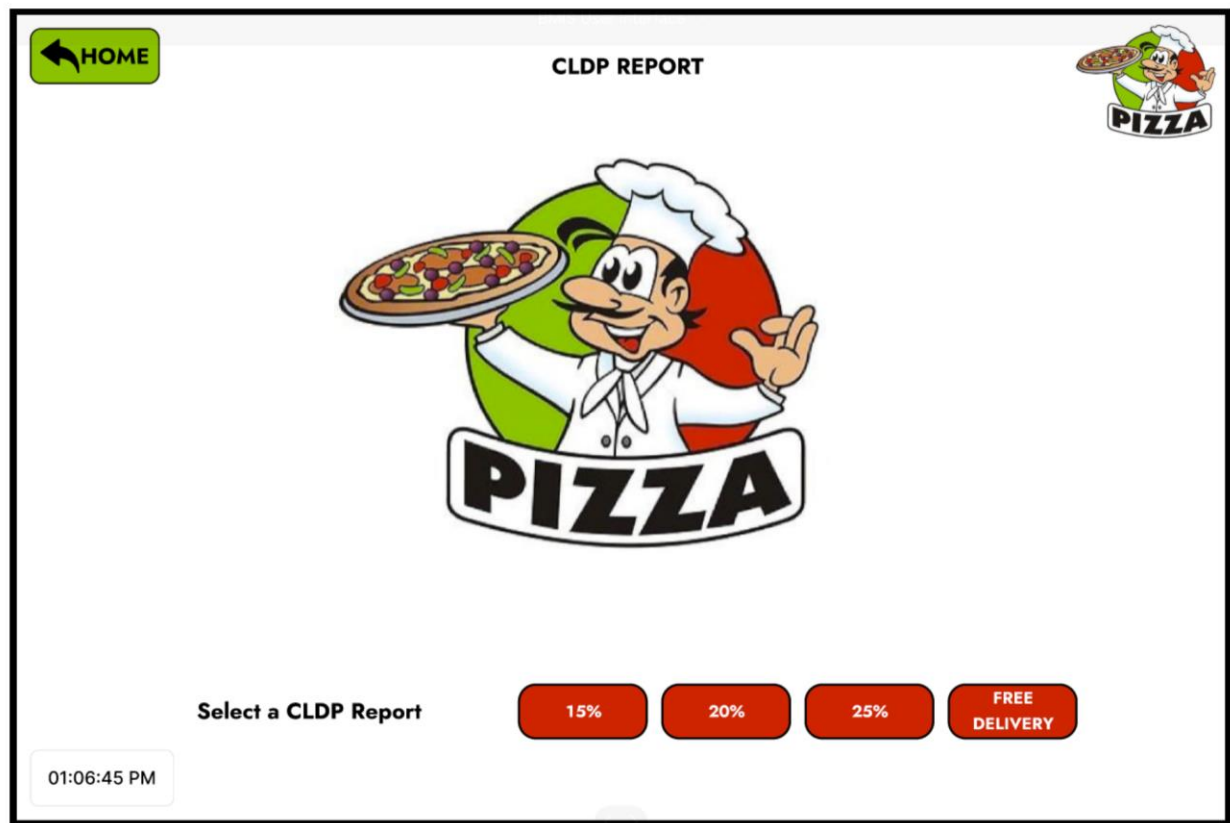 HOME
CLDP REPORT
PIZZA
PIZZA
Select a CLDP Report
15%
20%
25%
FREE
DELIVERY
01:06:45 PM